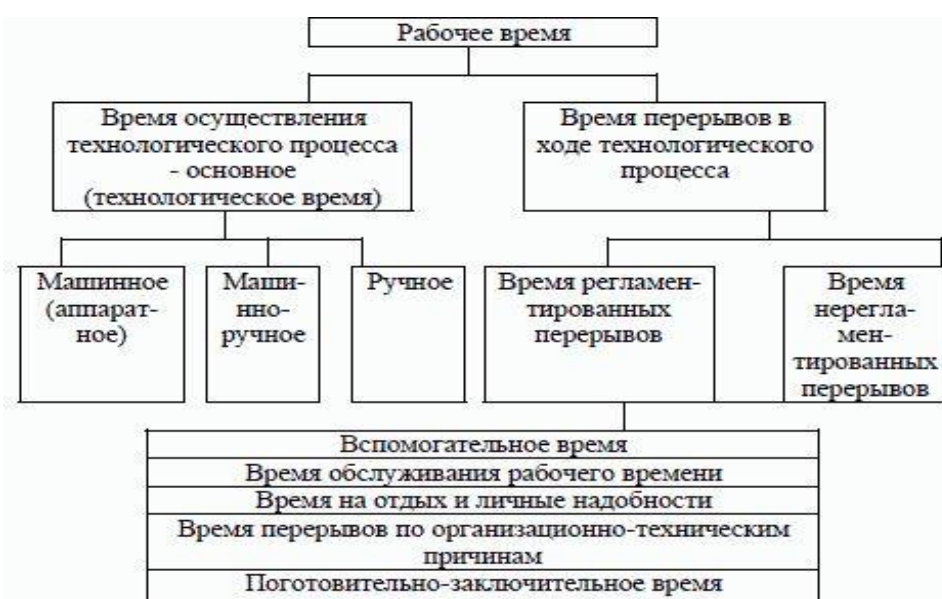 Рабочее время
Время осуществления
технологического процесса
- основное
(технологическое время)
Время перерывов в
ходе технологического
процесса
Машинное
(аппарат-
ное)
Маши-
нно-
ручное
Ручное
Время регламен-
тированных
перерывов
Время
нерегла-
мен-
тированных
перерывов
Вспомогательное время
Время обслуживания рабочего времени
Время на отдых и личные надобности
Время перерывов по организационно-техническим
причинам
Поготовительно-заключительное время